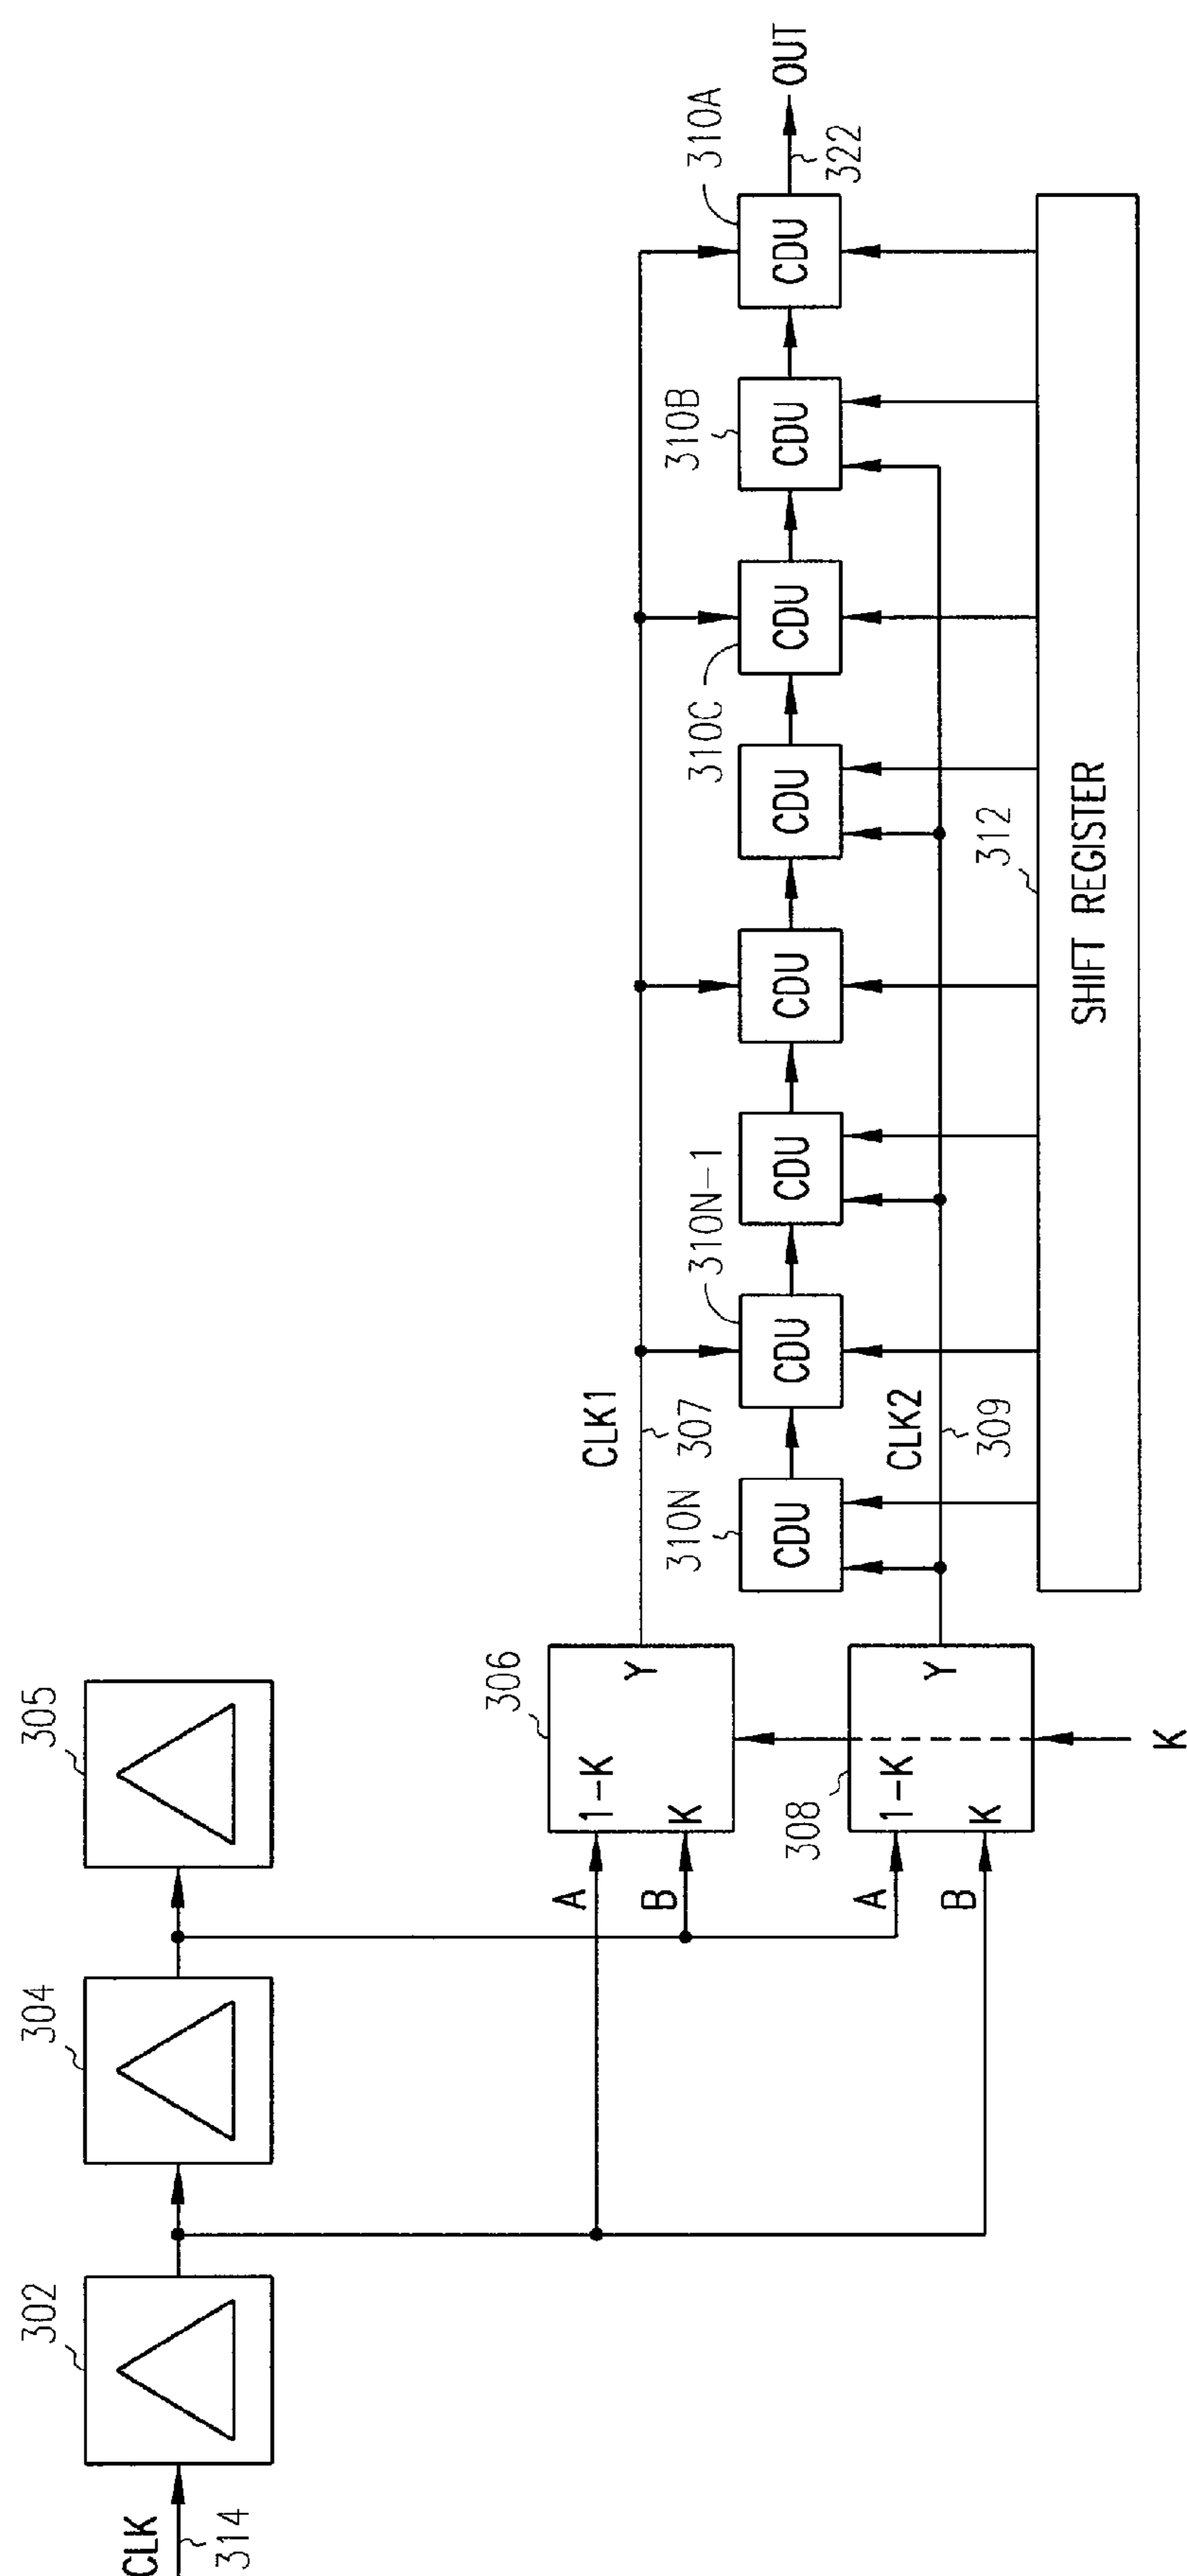 CLK
314
302
304
305
A
B
A
B
306
1-K
K
Y
308
1-K
K
Y
K
CLK1
307
CLK2
309
310N
CDU
310N-1
CDU
CDU
CDU
CDU
310C
CDU
310B
CDU
310A
CDU
322
OUT
312
SHIFT REGISTER